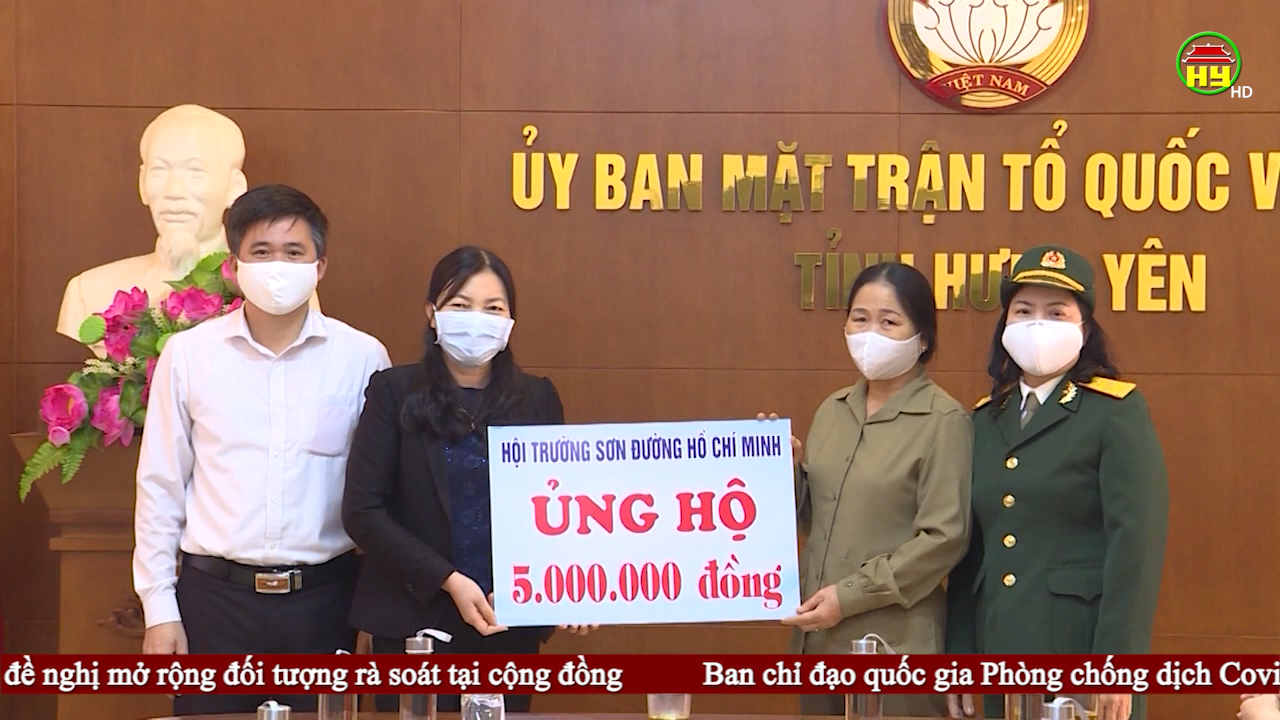 VIỆT NAM
HY
HD
ỦY BAN MẶT TRẬN TỔ QUỐC V
TỈNH HƯNG YÊN
HỘI TRƯỜNG SƠN ĐƯỜNG HỒ CHÍ MINH
ỦNG HỘ
5.000.000 đồng
đề nghị mở rộng đối tượng rà soát tại cộng đồng Ban chỉ đạo quốc gia Phòng chống dịch Covi